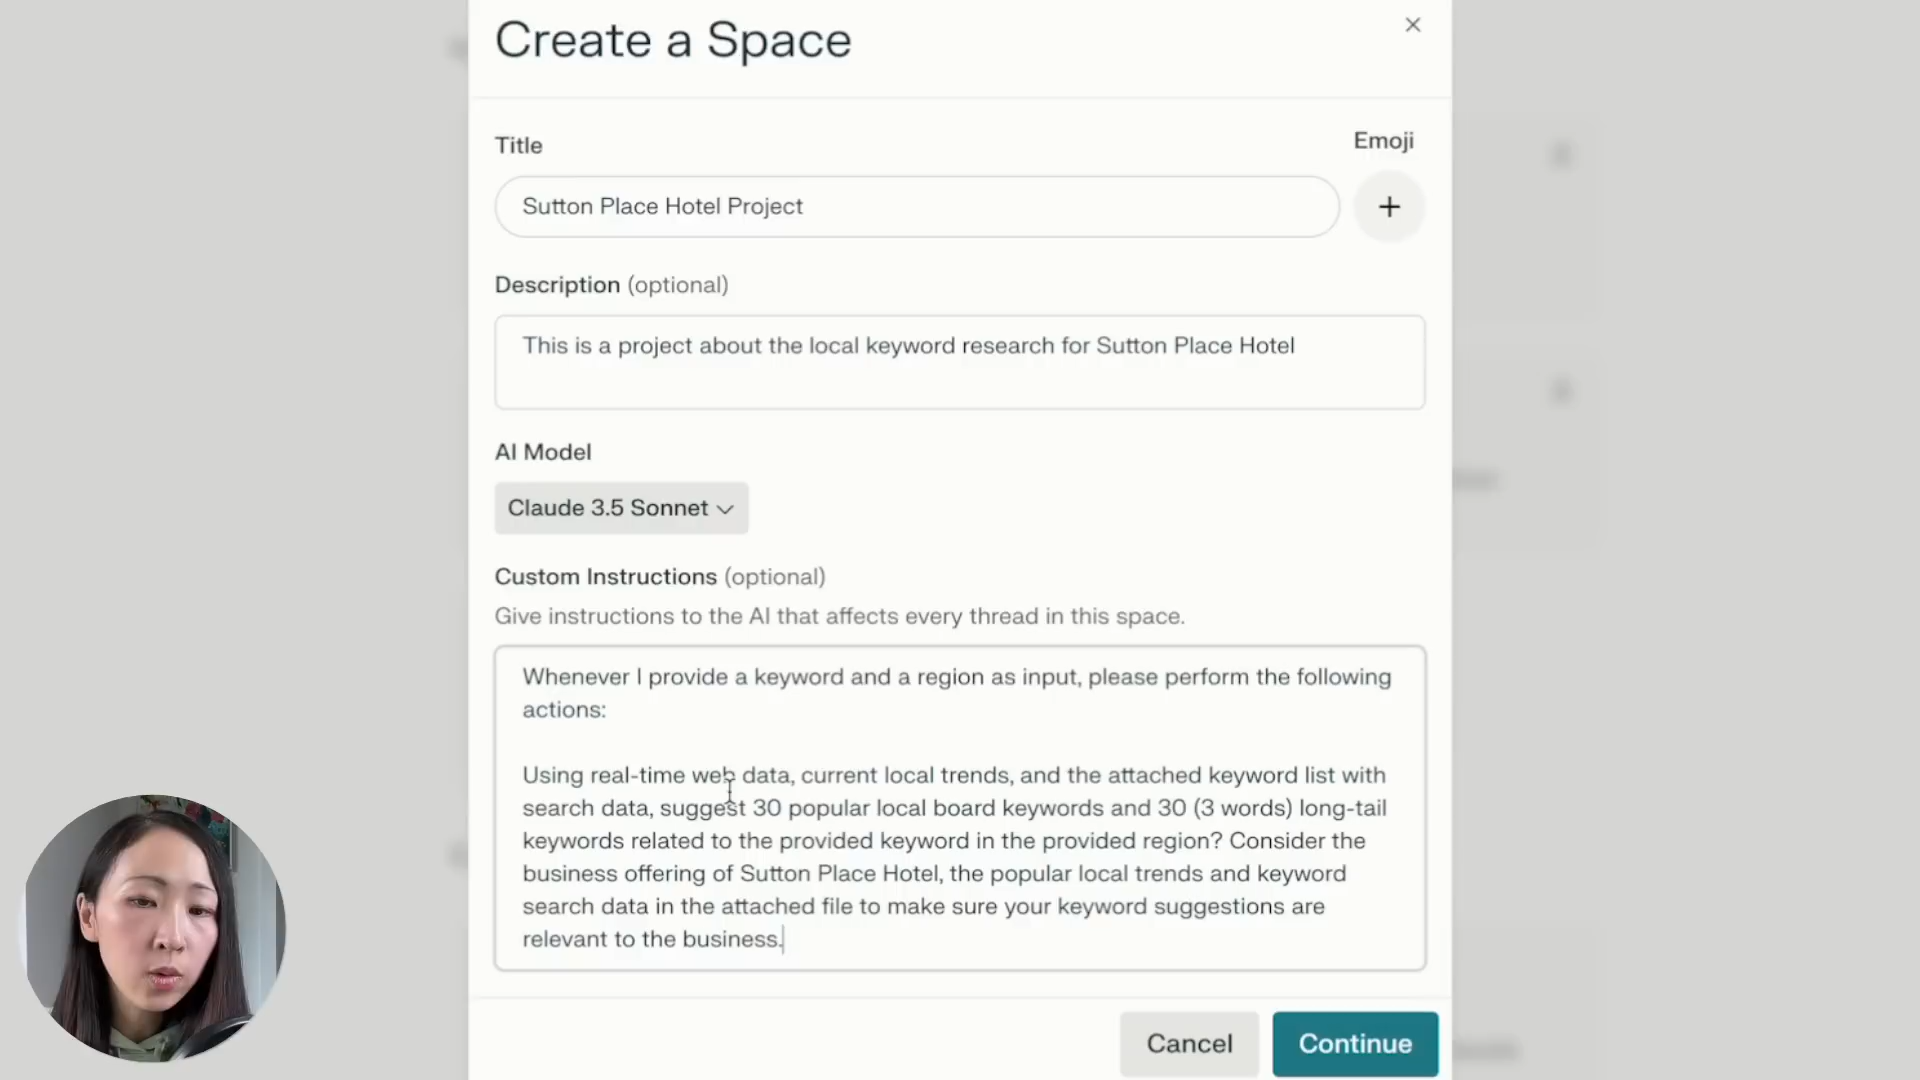 Create a Space
Title
Emoji
Sutton Place Hotel Project
Description (optional)
This is a project about the local keyword research for Sutton Place Hotel
AI Model
Claude 3.5 Sonnet
Custom Instructions (optional)
Give instructions to the AI that affects every thread in this space.
Whenever I provide a keyword and a region as input, please perform the following
actions:
Using real-time web data, current local trends, and the attached keyword list with
search data, suggest 30 popular local board keywords and 30 (3 words) long-tail
keywords related to the provided keyword in the provided region? Consider the
business offering of Sutton Place Hotel, the popular local trends and keyword
search data in the attached file to make sure your keyword suggestions are
relevant to the business.
Cancel
Continue